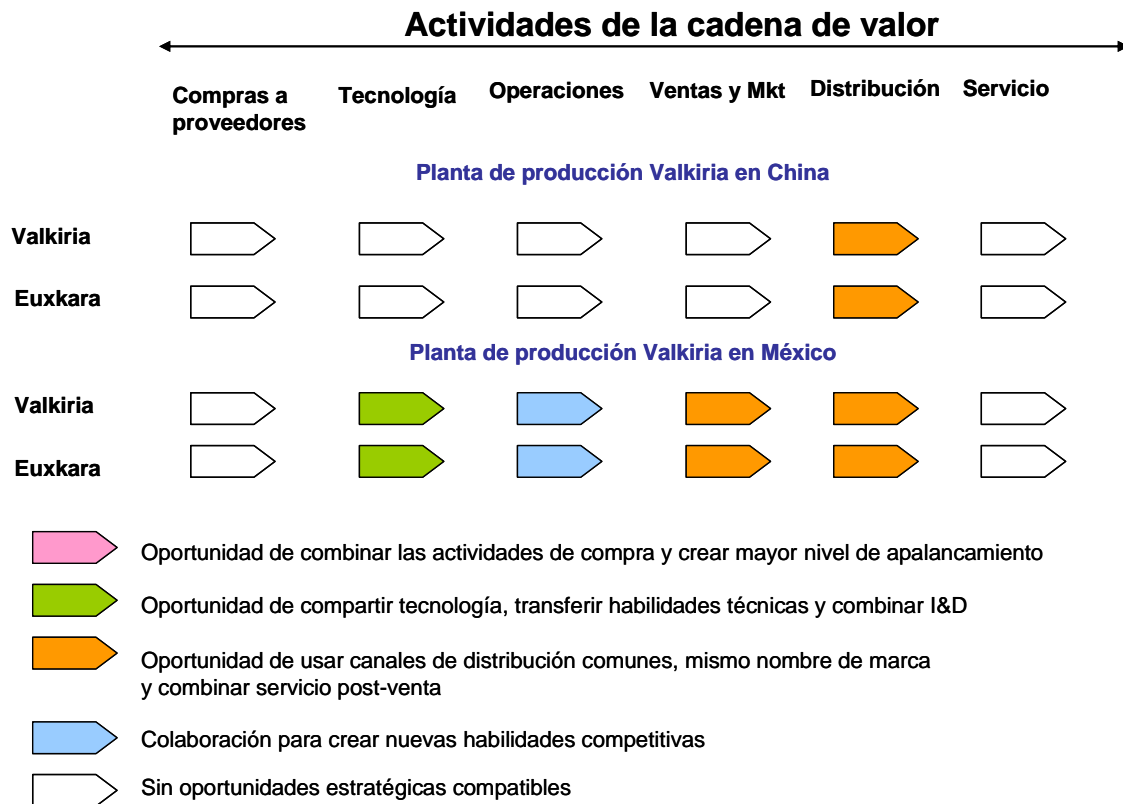 Actividades de la cadena de valor
Compras a proveedores
Tecnología
Operaciones
Ventas y Mkt
Distribución
Servicio
Planta de producción Valkiria en China
Valkiria
Euxkara
Planta de producción Valkiria en México
Valkiria
Euxkara
Oportunidad de combinar las actividades de compra y crear mayor nivel de apalancamiento
Oportunidad de compartir tecnología, transferir habilidades técnicas y combinar I&D
Oportunidad de usar canales de distribución comunes, mismo nombre de marca
y combinar servicio post-venta
Colaboración para crear nuevas habilidades competitivas
Sin oportunidades estratégicas compatibles